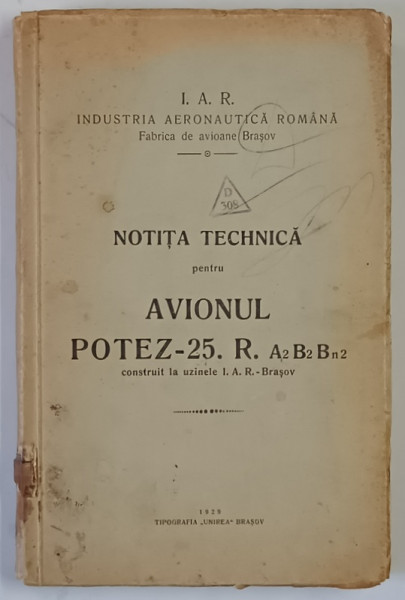 I. A. R.
INDUSTRIA AERONAUTICĂ ROMÂNĂ
Fabrica de avioane Brașov
D
308
NOTIȚA TECHNICĂ
pentru
AVIONUL
POTEZ-25. R. A2 B2 Bn2
construit la uzinele I. A. R.-Brașov
1929
TIPOGRAFIA „UNIREA" BRAȘOV